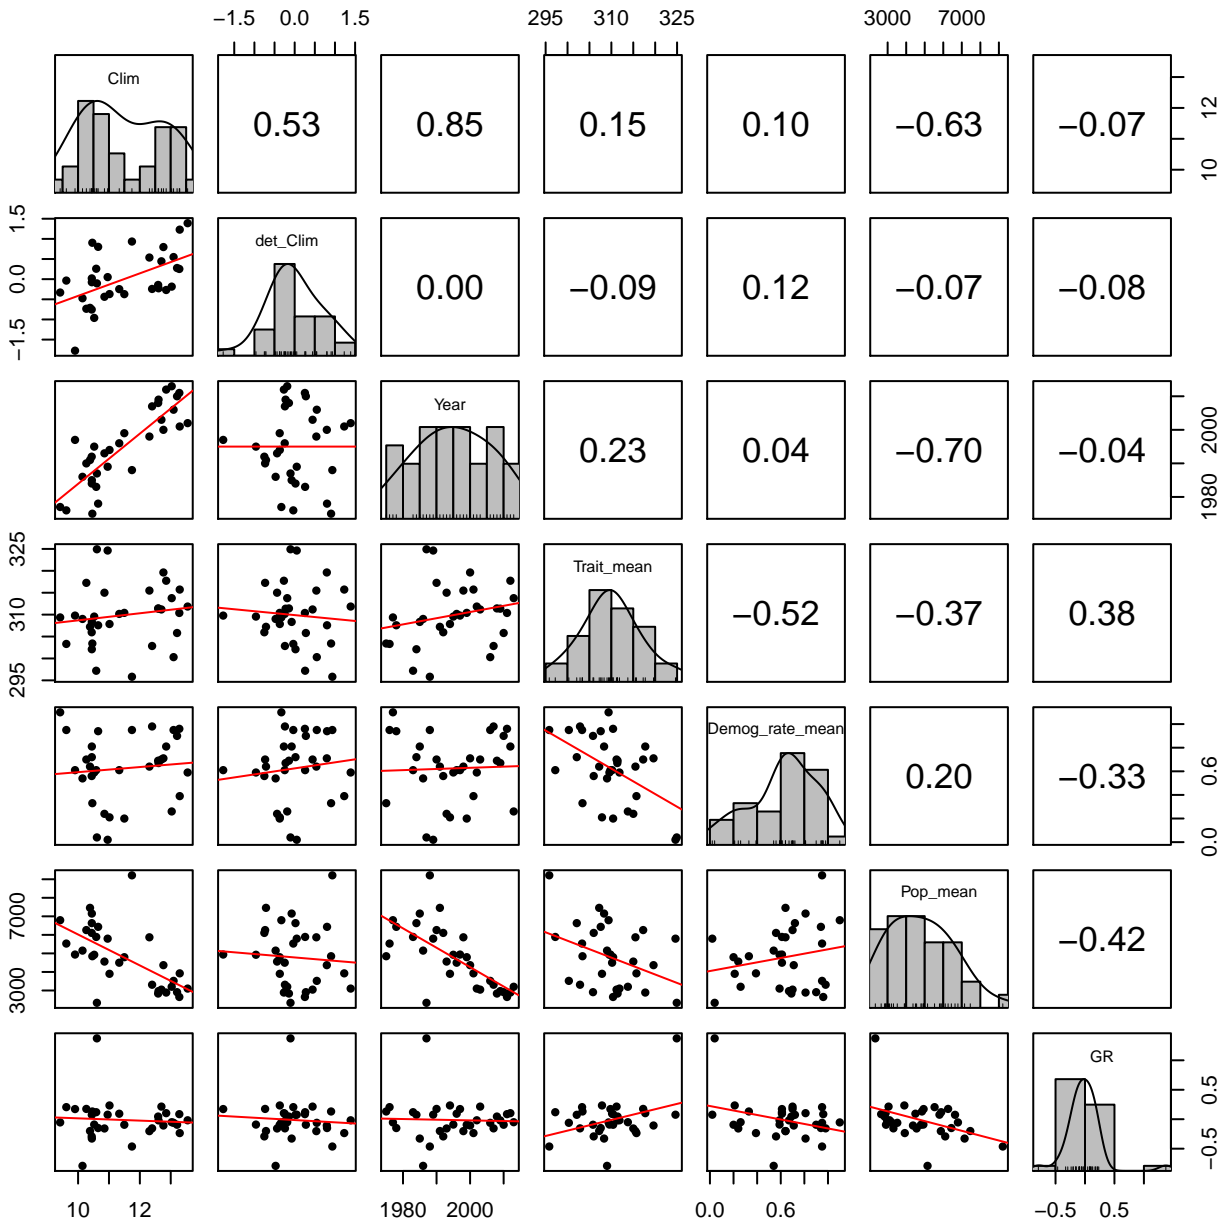 −1.5 0.0 1.5 295 310 325 3000 7000
Clim 0.53 0.85 0.15 0.10 −0.63 −0.07 10 12
−1.5 0.0 1.5 det_Clim 0.00 −0.09 0.12 −0.07 −0.08
Year 0.23 0.04 −0.70 −0.04 1980 2000
295 310 325 Trait_mean −0.52 −0.37 0.38
Demog_rate_mean 0.20 −0.33 0.0 0.6
3000 7000 Pop_mean −0.42
GR −0.5 0.5
10 12 1980 2000 0.0 0.6 −0.5 0.5